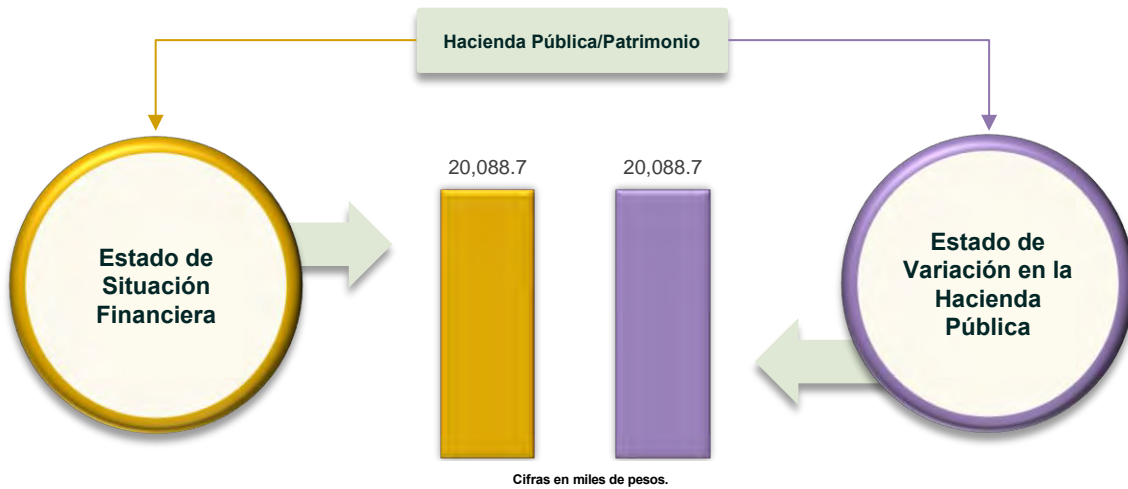 Hacienda Pública/Patrimonio
20,088.7
20,088.7
Estado de
Situación
Financiera
Estado de
Variación en la
Hacienda
Pública
Cifras en miles de pesos.